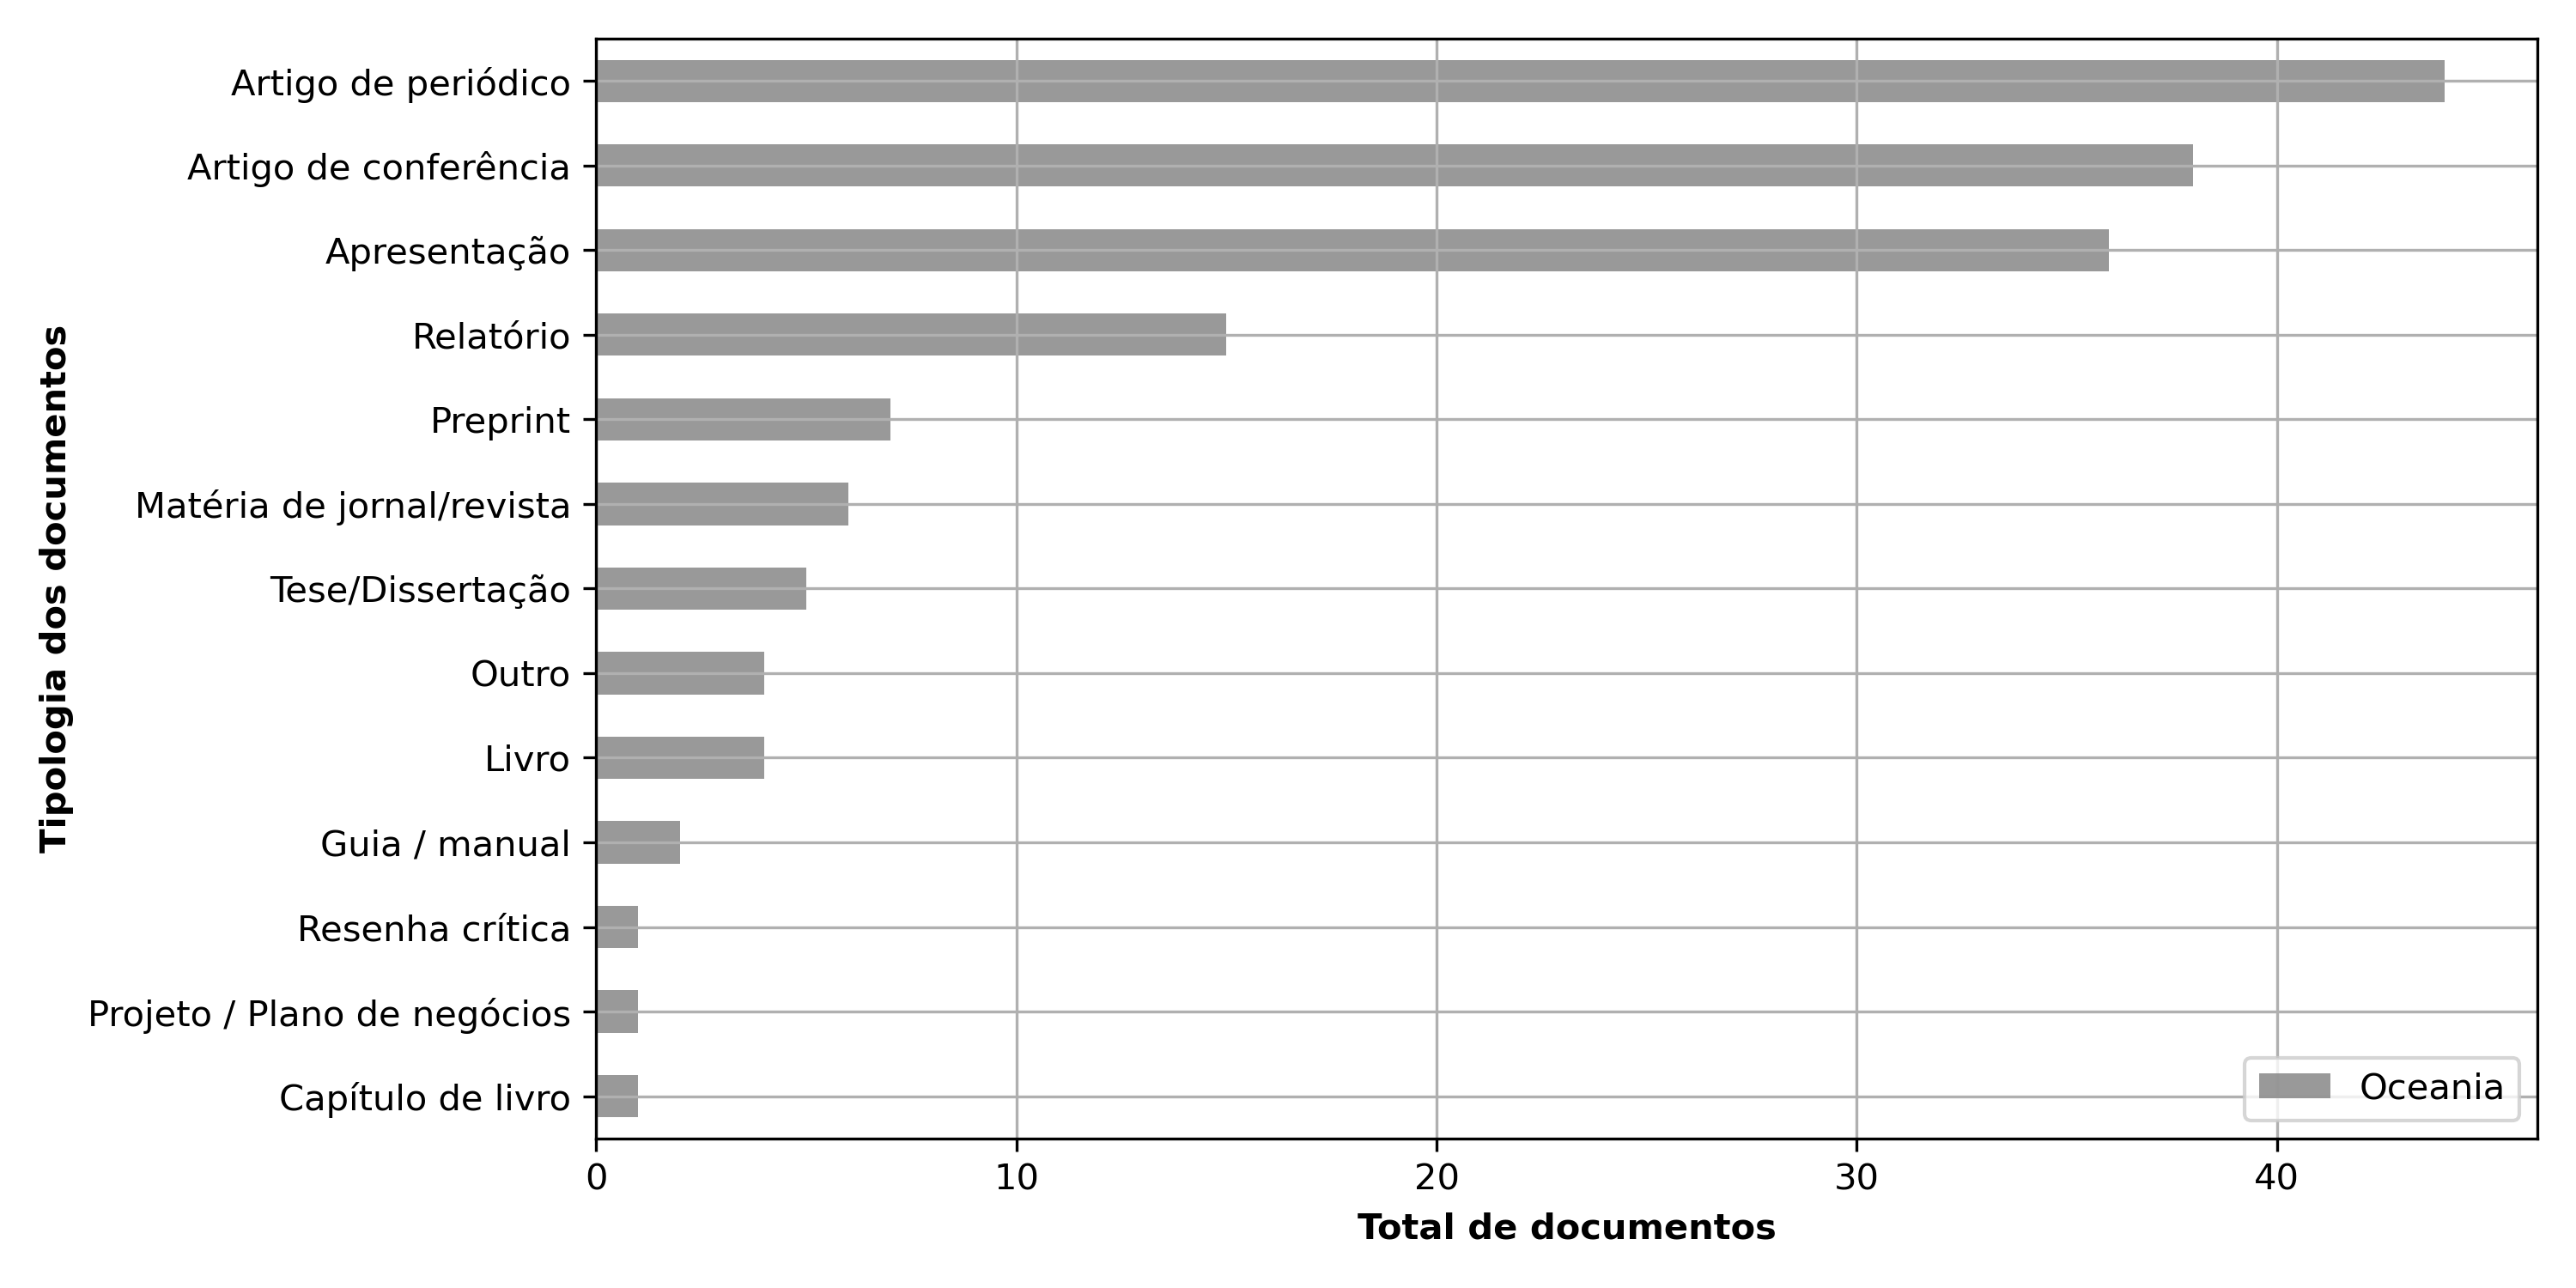 Artigo de periódico
Artigo de conferência
Apresentação
Relatório
Preprint
Matéria de jornal/revista
Tese/Dissertação
Outro
Livro
Guia / manual
Resenha crítica
Projeto / Plano de negócios
Capítulo de livro
Tipologia dos documentos
Oceania
0 10 20 30 40
Total de documentos